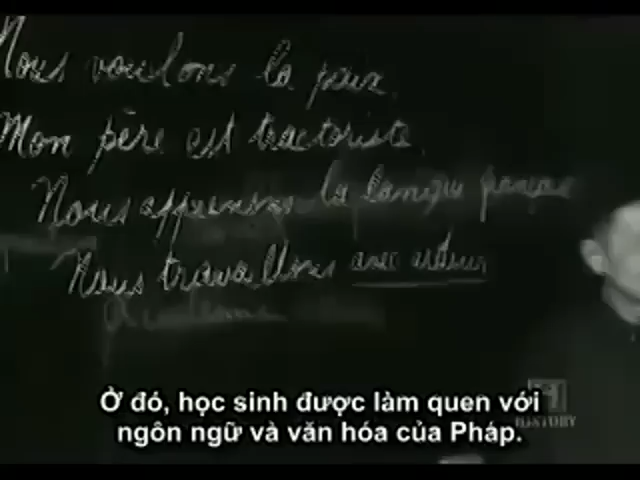 Nous voulons la paix.
Mon père est tractoriste.
Nous apprenons la langue
Nous travaillons avec
Ở đó, học sinh được làm quen với
ngôn ngữ và văn hóa của Pháp.
H
HISTORY